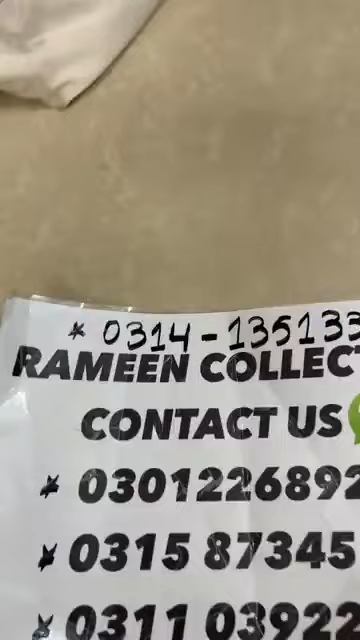 * 0314-135133
RAMEEN COLLECT
CONTACT US
* 0301226892
* 0315 87345
* 0311 03922